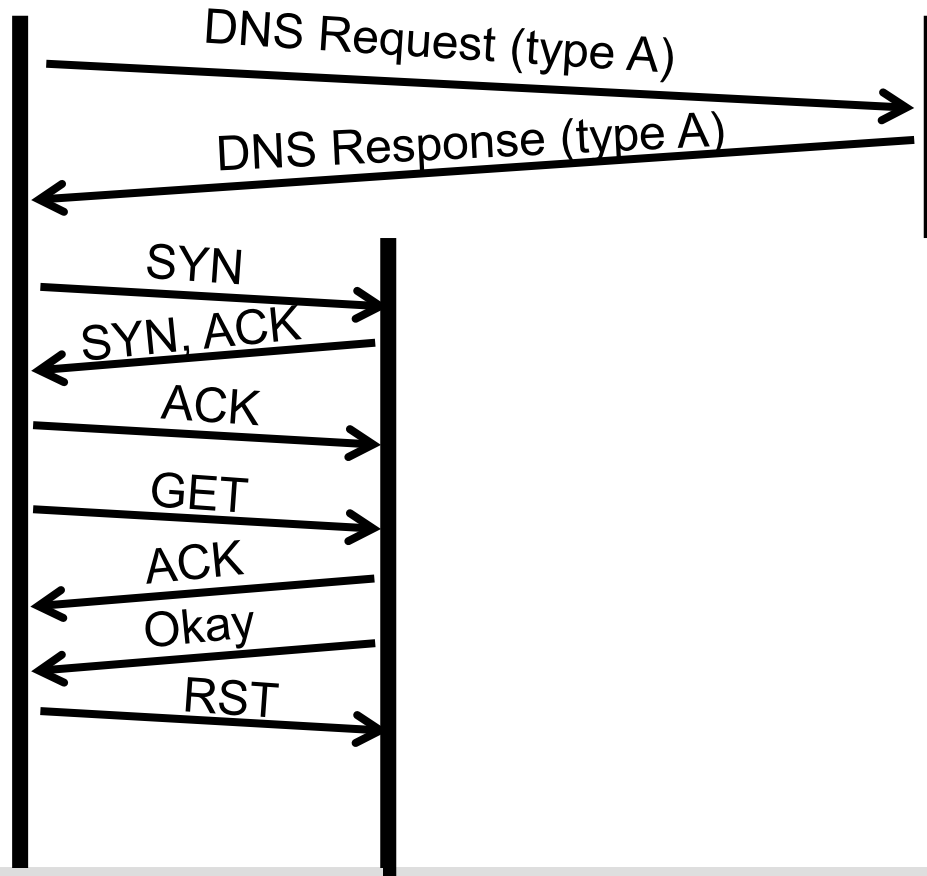 DNS Request (type A)
DNS Response (type A)
SYN
SYN, ACK
ACK
GET
ACK
Okay
RST